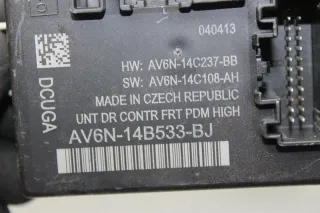 040413
DCUGA
HW: AV6N-14C237-BB
SW: AV6N-14C108-AH
MADE IN CZECH REPUBLIC
UNT DR CONTR FRT PDM HIGH
AV6N-14B533-BJ